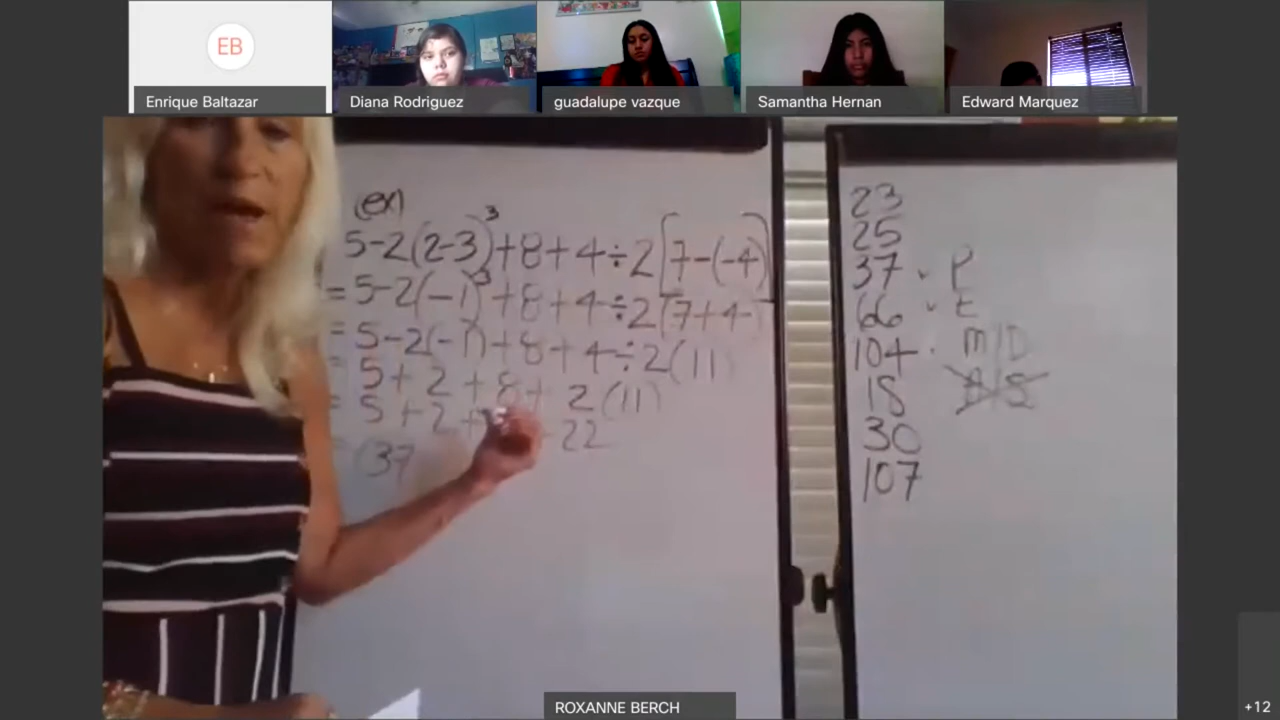 EB
Enrique Baltazar
Diana Rodriguez
guadalupe vazque
Samantha Hernan
Edward Marquez
(ex)
5-2(2-3)³+8+4÷2[7-(-4)]
= 5-2(-1)³+8+4÷2(7+4)
= 5-2(-1)+8+4÷2(11)
= 5+2+8+2(11)
= 5+2+ 22
= (37
23
25
37 P
66 E
104 M/D
18 A/S
30
107
ROXANNE BERCH
+12